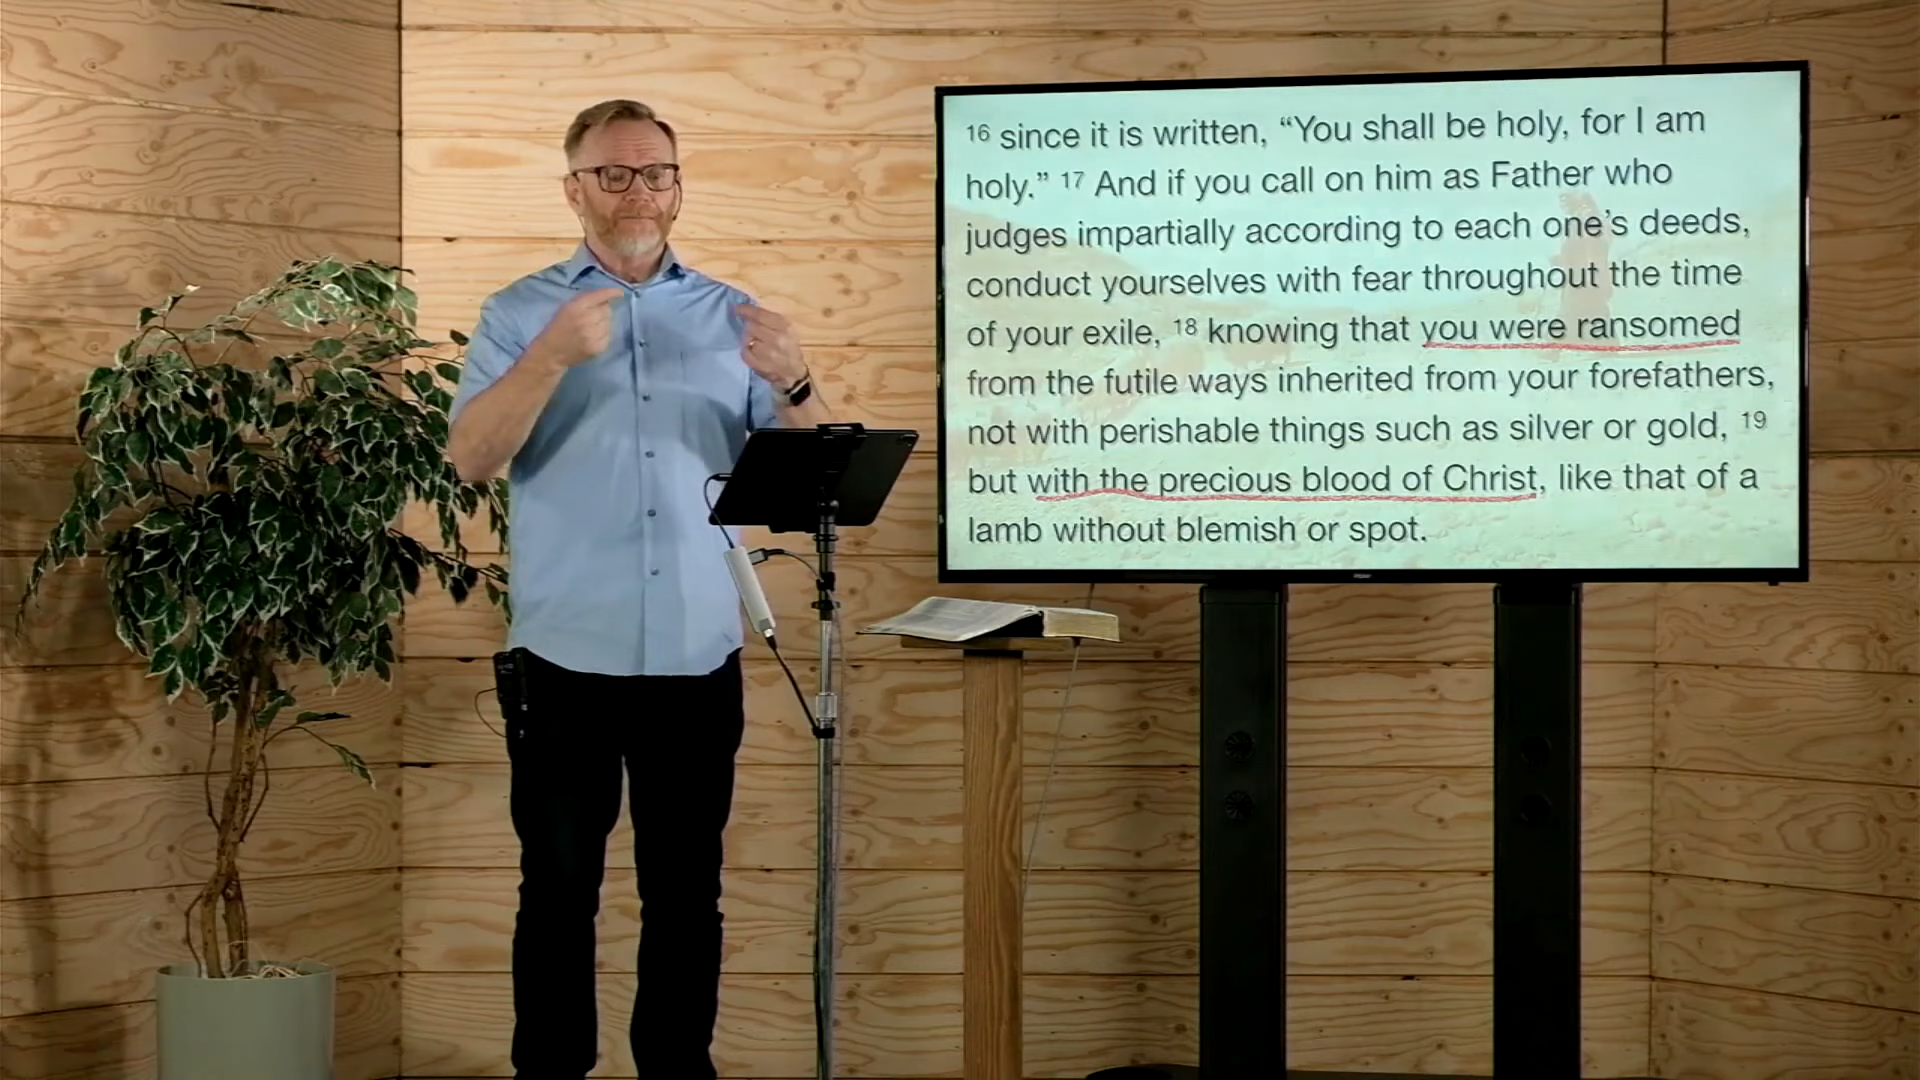 16 since it is written, “You shall be holy, for I am
holy.” 17 And if you call on him as Father who
judges impartially according to each one’s deeds,
conduct yourselves with fear throughout the time
of your exile, 18 knowing that you were ransomed
from the futile ways inherited from your forefathers,
not with perishable things such as silver or gold, 19
but with the precious blood of Christ, like that of a
lamb without blemish or spot.